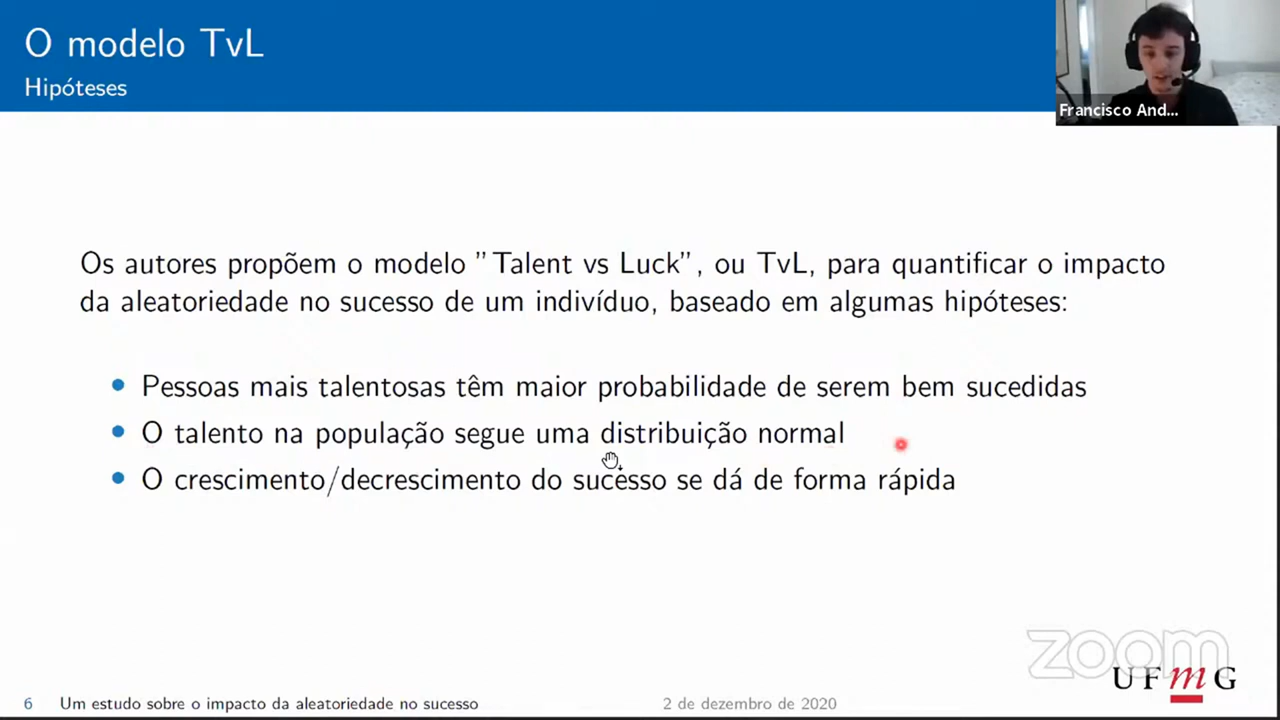 O modelo TvL
Hipóteses
Francisco And...
Os autores propõem o modelo "Talent vs Luck", ou TvL, para quantificar o impacto
da aleatoriedade no sucesso de um indivíduo, baseado em algumas hipóteses:
• Pessoas mais talentosas têm maior probabilidade de serem bem sucedidas
• O talento na população segue uma distribuição normal
• O crescimento/decrescimento do sucesso se dá de forma rápida
zoom
UFmG
6 Um estudo sobre o impacto da aleatoriedade no sucesso 2 de dezembro de 2020